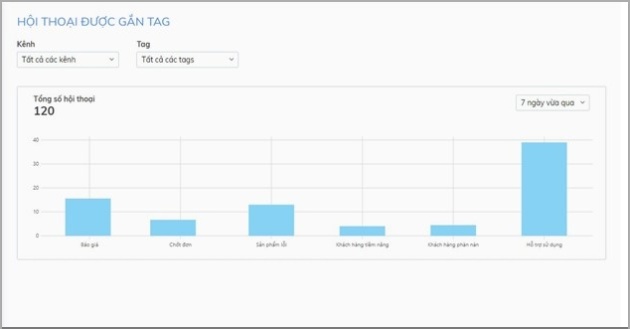 HỘI THOẠI ĐƯỢC GẮN TAG
Kênh Tag
Tất cả các kênh Tất cả các tags
Tổng số hội thoại
120 7 ngày vừa qua
40
30
20
10
0
Báo giá Chốt đơn Sản phẩm lỗi Khách hàng tiềm năng Khách hàng phàn nàn Hỗ trợ sử dụng